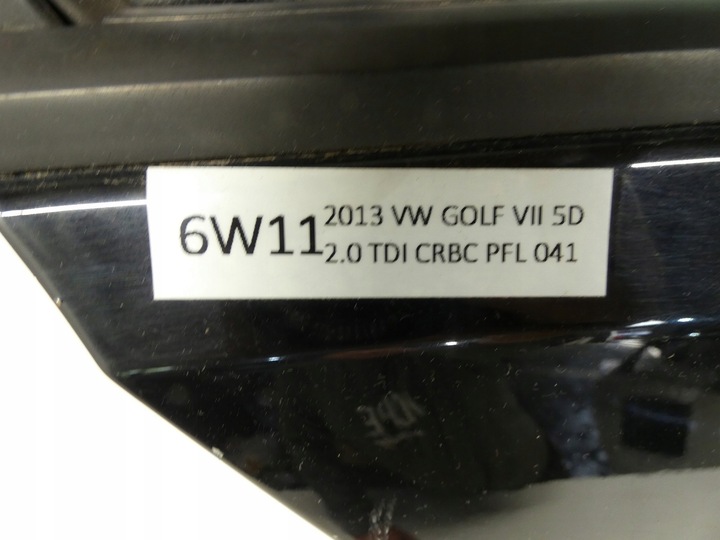 6W11
2013 VW GOLF VII 5D
2.0 TDI CRBC PFL 041